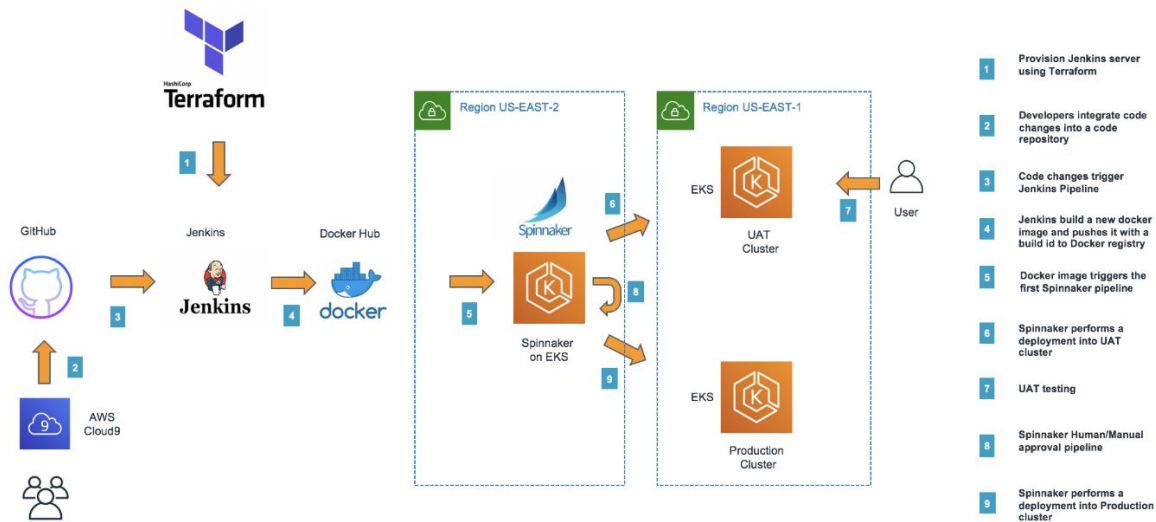 HashiCorp
Terraform
1
Region US-EAST-2
Region US-EAST-1
EKS
UAT
Cluster
7
User
GitHub
Jenkins
Docker Hub
Spinnaker
6
3
Jenkins
4
docker
5
8
Spinnaker
on EKS
9
2
9
AWS
Cloud9
EKS
Production
Cluster
1
Provision Jenkins server
using Terraform
2
Developers integrate code
changes into a code
repository
3
Code changes trigger
Jenkins Pipeline
4
Jenkins build a new docker
image and pushes it with a
build id to Docker registry
5
Docker image triggers the
first Spinnaker pipeline
6
Spinnaker performs a
deployment into UAT
cluster
7
UAT testing
8
Spinnaker Human/Manual
approval pipeline
9
Spinnaker performs a
deployment into Production
cluster
K
K
K